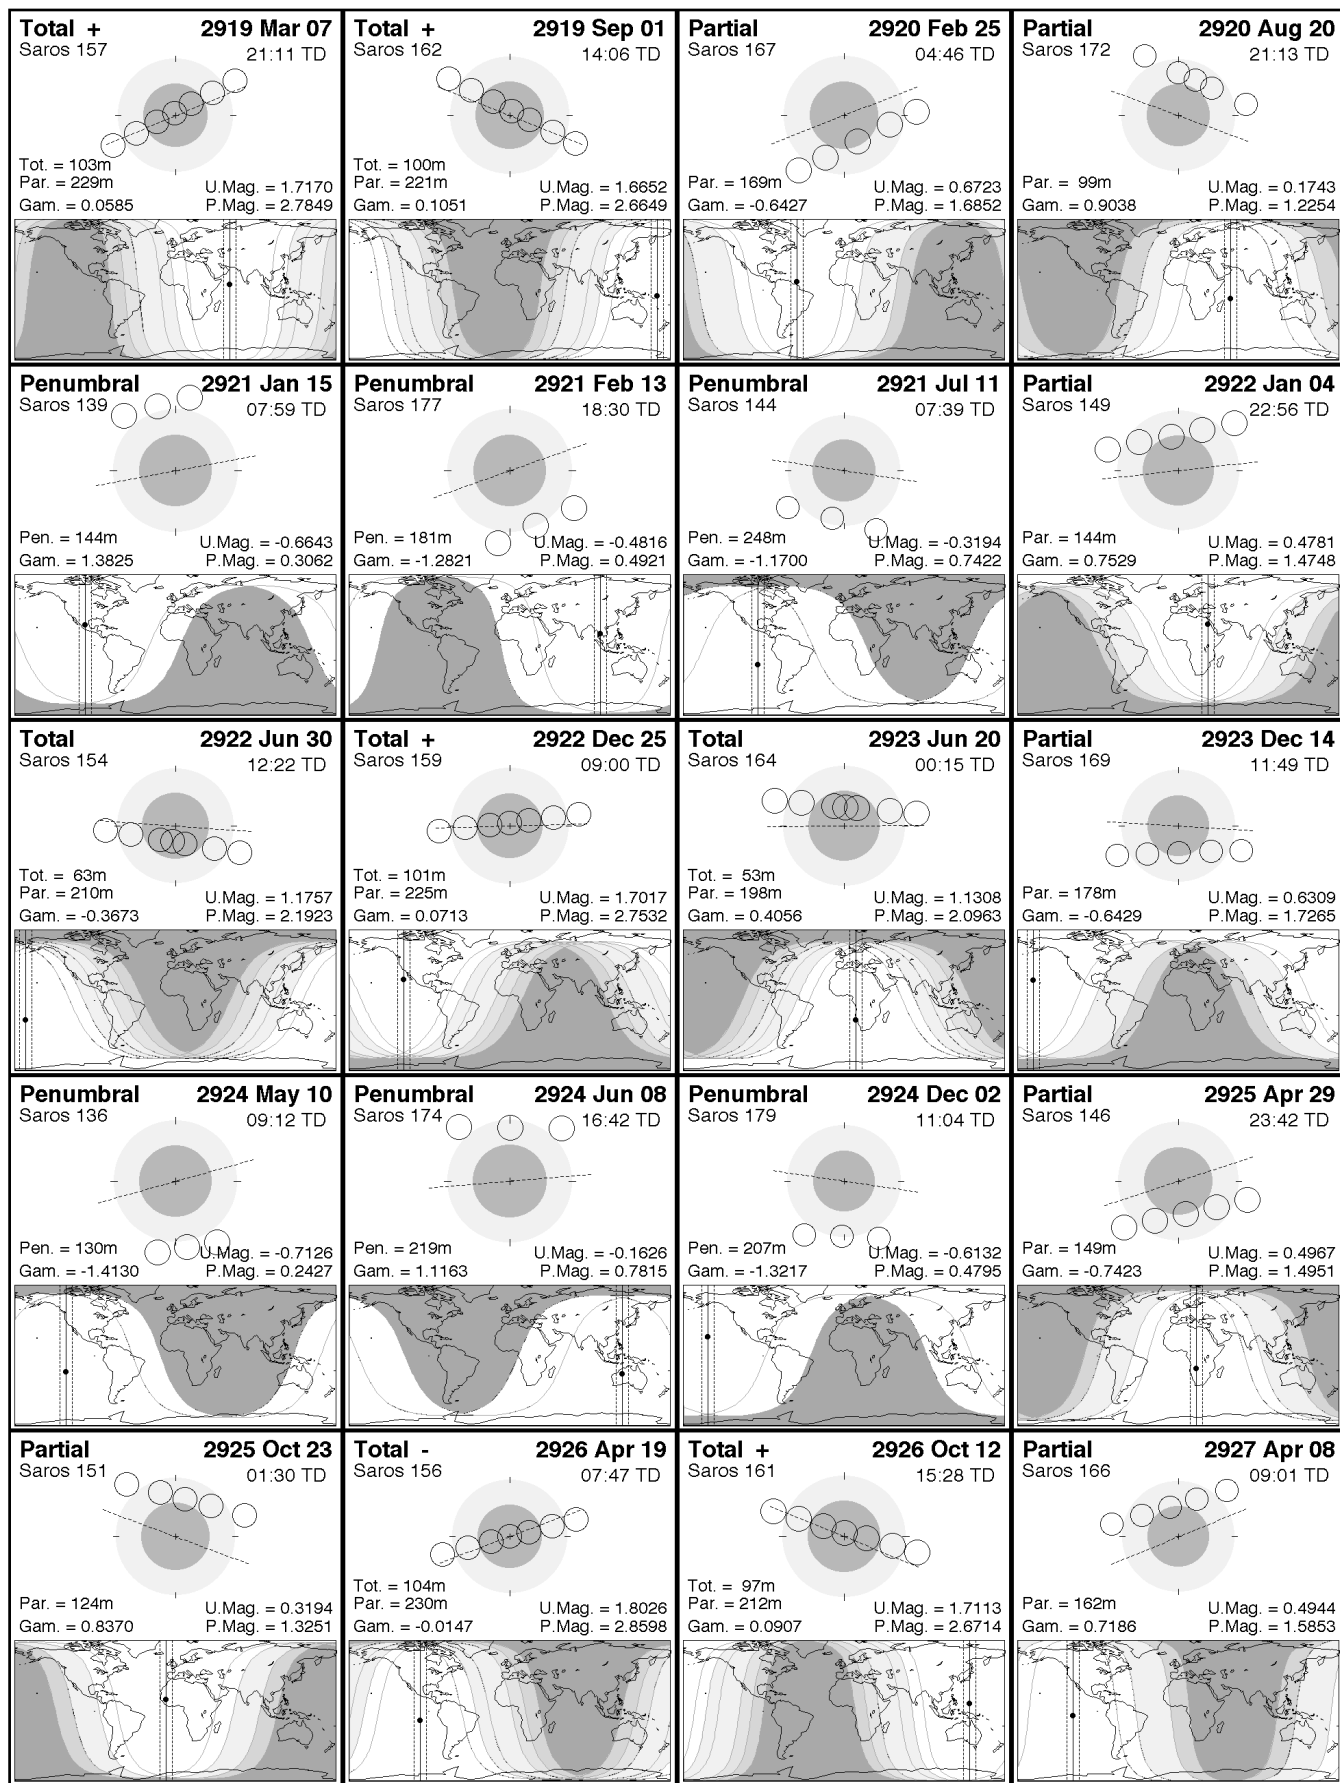 Total + 2919 Mar 07
Saros 157 21:11 TD
Tot. = 103m
Par. = 229m U.Mag. = 1.7170
Gam. = 0.0585 P.Mag. = 2.7849
Total + 2919 Sep 01
Saros 162 14:06 TD
Tot. = 100m
Par. = 221m U.Mag. = 1.6652
Gam. = 0.1051 P.Mag. = 2.6649
Partial 2920 Feb 25
Saros 167 04:46 TD
Par. = 169m U.Mag. = 0.6723
Gam. = -0.6427 P.Mag. = 1.6852
Partial 2920 Aug 20
Saros 172 21:13 TD
Par. = 99m U.Mag. = 0.1743
Gam. = 0.9038 P.Mag. = 1.2254
Penumbral 2921 Jan 15
Saros 139 07:59 TD
Pen. = 144m U.Mag. = -0.6643
Gam. = 1.3825 P.Mag. = 0.3062
Penumbral 2921 Feb 13
Saros 177 18:30 TD
Pen. = 181m U.Mag. = -0.4816
Gam. = -1.2821 P.Mag. = 0.4921
Penumbral 2921 Jul 11
Saros 144 07:39 TD
Pen. = 248m U.Mag. = -0.3194
Gam. = -1.1700 P.Mag. = 0.7422
Partial 2922 Jan 04
Saros 149 22:56 TD
Par. = 144m U.Mag. = 0.4781
Gam. = 0.7529 P.Mag. = 1.4748
Total 2922 Jun 30
Saros 154 12:22 TD
Tot. = 63m
Par. = 210m U.Mag. = 1.1757
Gam. = -0.3673 P.Mag. = 2.1923
Total + 2922 Dec 25
Saros 159 09:00 TD
Tot. = 101m
Par. = 225m U.Mag. = 1.7017
Gam. = 0.0713 P.Mag. = 2.7532
Total 2923 Jun 20
Saros 164 00:15 TD
Tot. = 53m
Par. = 198m U.Mag. = 1.1308
Gam. = 0.4056 P.Mag. = 2.0963
Partial 2923 Dec 14
Saros 169 11:49 TD
Par. = 178m U.Mag. = 0.6309
Gam. = -0.6429 P.Mag. = 1.7265
Penumbral 2924 May 10
Saros 136 09:12 TD
Pen. = 130m U.Mag. = -0.7126
Gam. = -1.4130 P.Mag. = 0.2427
Penumbral 2924 Jun 08
Saros 174 16:42 TD
Pen. = 219m U.Mag. = -0.1626
Gam. = 1.1163 P.Mag. = 0.7815
Penumbral 2924 Dec 02
Saros 179 11:04 TD
Pen. = 207m U.Mag. = -0.6132
Gam. = -1.3217 P.Mag. = 0.4795
Partial 2925 Apr 29
Saros 146 23:42 TD
Par. = 149m U.Mag. = 0.4967
Gam. = -0.7423 P.Mag. = 1.4951
Partial 2925 Oct 23
Saros 151 01:30 TD
Par. = 124m U.Mag. = 0.3194
Gam. = 0.8370 P.Mag. = 1.3251
Total - 2926 Apr 19
Saros 156 07:47 TD
Tot. = 104m
Par. = 230m U.Mag. = 1.8026
Gam. = -0.0147 P.Mag. = 2.8598
Total + 2926 Oct 12
Saros 161 15:28 TD
Tot. = 97m
Par. = 212m U.Mag. = 1.7113
Gam. = 0.0907 P.Mag. = 2.6714
Partial 2927 Apr 08
Saros 166 09:01 TD
Par. = 162m U.Mag. = 0.4944
Gam. = 0.7186 P.Mag. = 1.5853